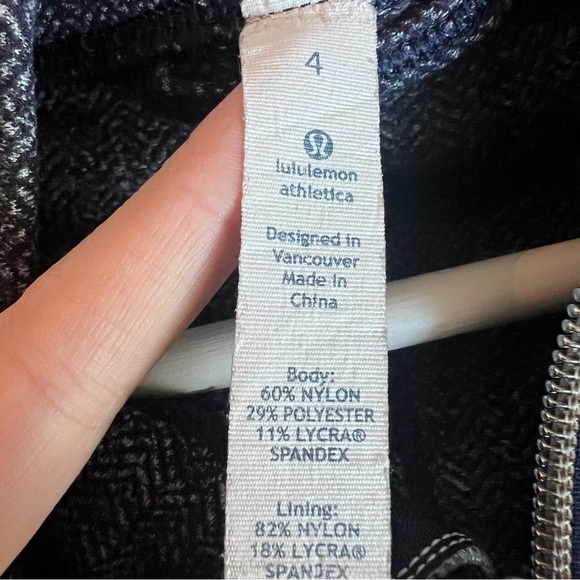 4
lululemon
athletica
Designed in
Vancouver
Made in
China
Body:
60% NYLON
29% POLYESTER
11% LYCRA®
SPANDEX
Lining:
82% NYLON
18% LYCRA®
SPANDEX